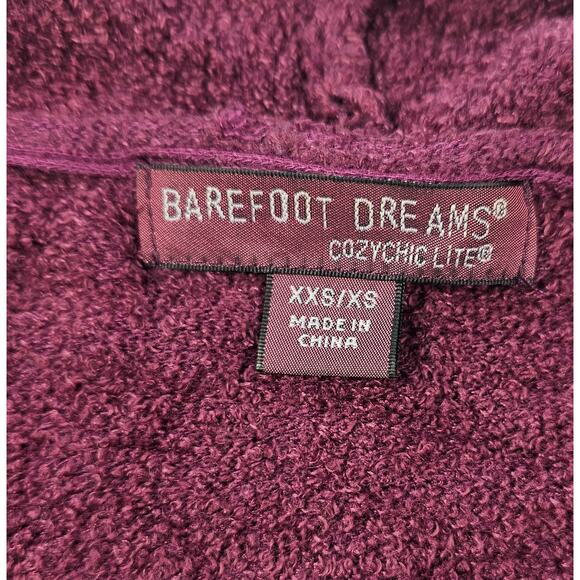 BAREFOOT DREAMS®
COZYCHIC LITE®
XXS/XS
MADE IN
CHINA